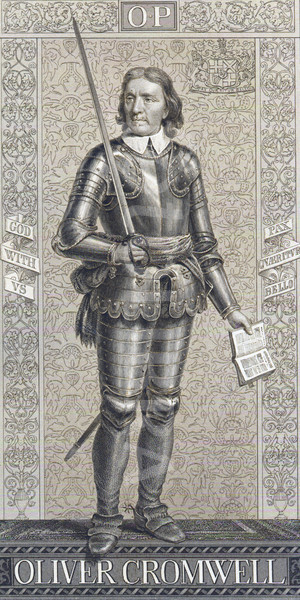 OP
GOD
WITH
VS
PAX
QVÆRITVR
BELLO
OLIVER CROMWELL